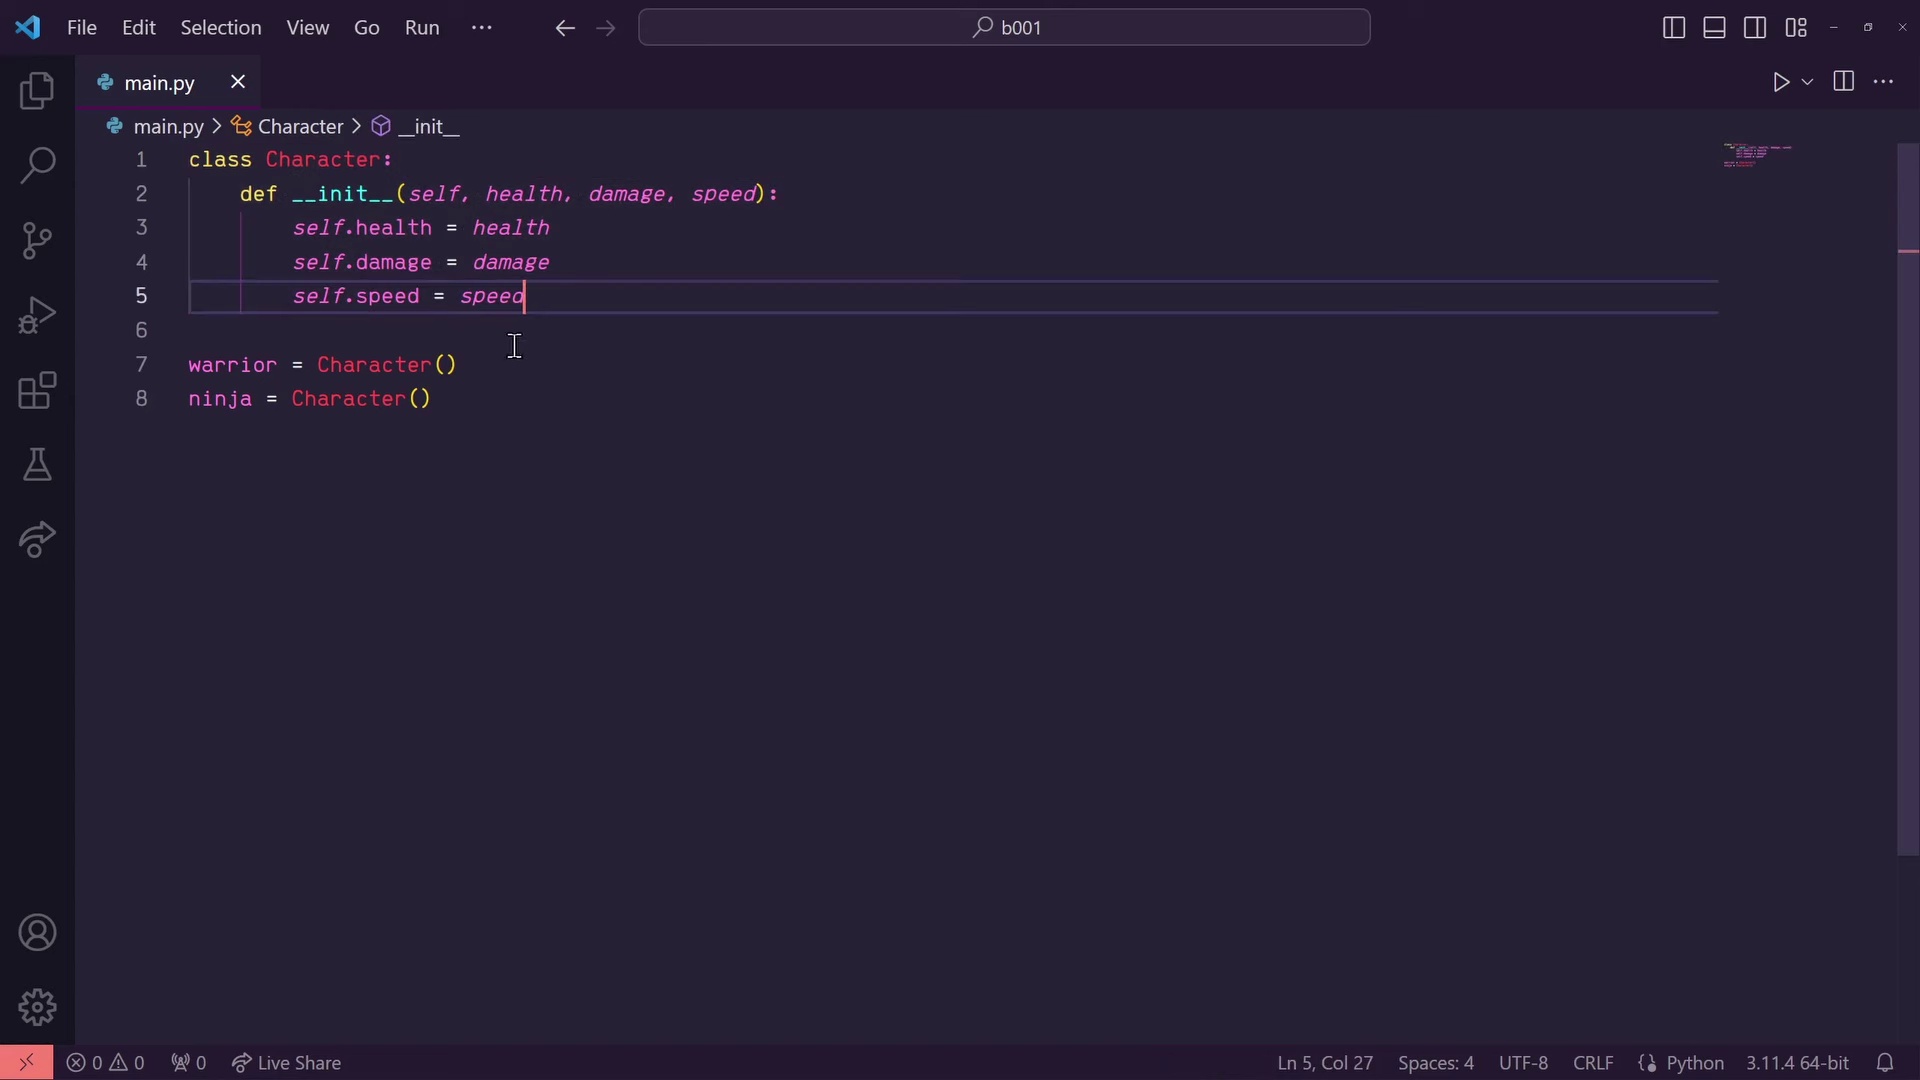 File Edit Selection View Go Run ··· b001
main.py
main.py > Character > __init__
1 class Character:
2     def __init__(self, health, damage, speed):
3         self.health = health
4         self.damage = damage
5         self.speed = speed
6
7 warrior = Character()
8 ninja = Character()
0 0 0 Live Share Ln 5, Col 27 Spaces: 4 UTF-8 CRLF Python 3.11.4 64-bit